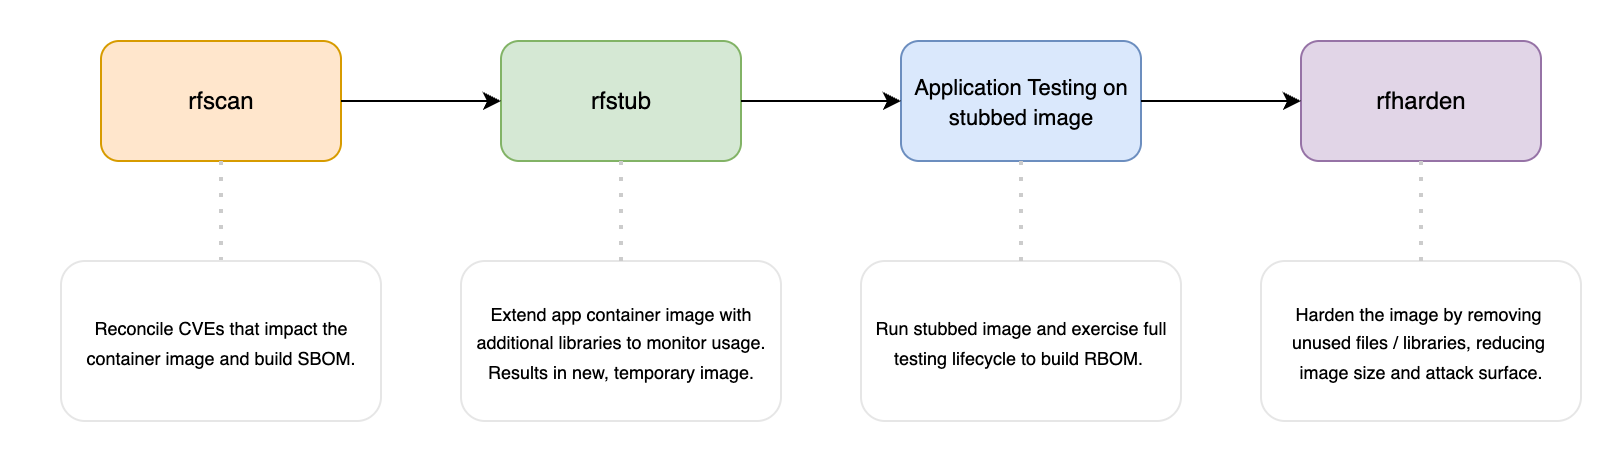 rfscan
rfstub
Application Testing on
stubbed image
rfharden
Reconcile CVEs that impact the
container image and build SBOM.
Extend app container image with
additional libraries to monitor usage.
Results in new, temporary image.
Run stubbed image and exercise full
testing lifecycle to build RBOM.
Harden the image by removing
unused files / libraries, reducing
image size and attack surface.